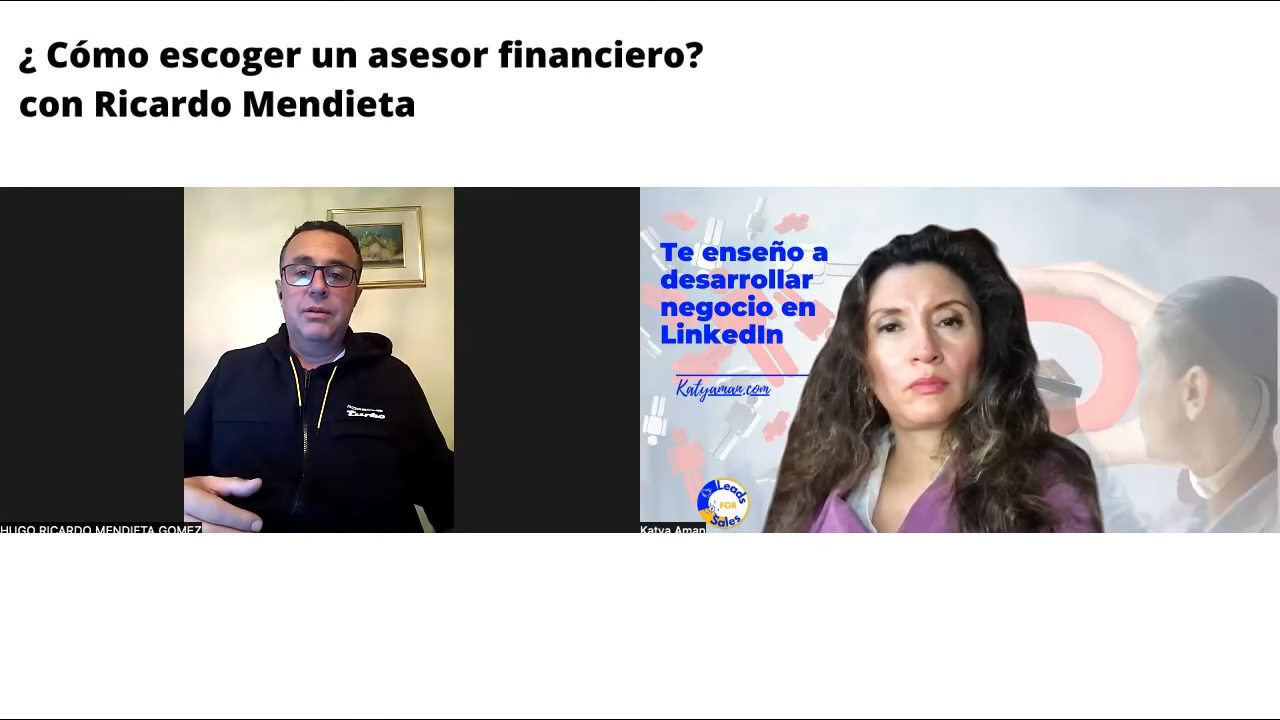 ¿ Cómo escoger un asesor financiero?
con Ricardo Mendieta
Te enseño a
desarrollar
negocio en
LinkedIn
Katyaman.com
turbo
Leads
FOR
Sales
HUGO RICARDO MENDIETA GOMEZ
Katya Aman